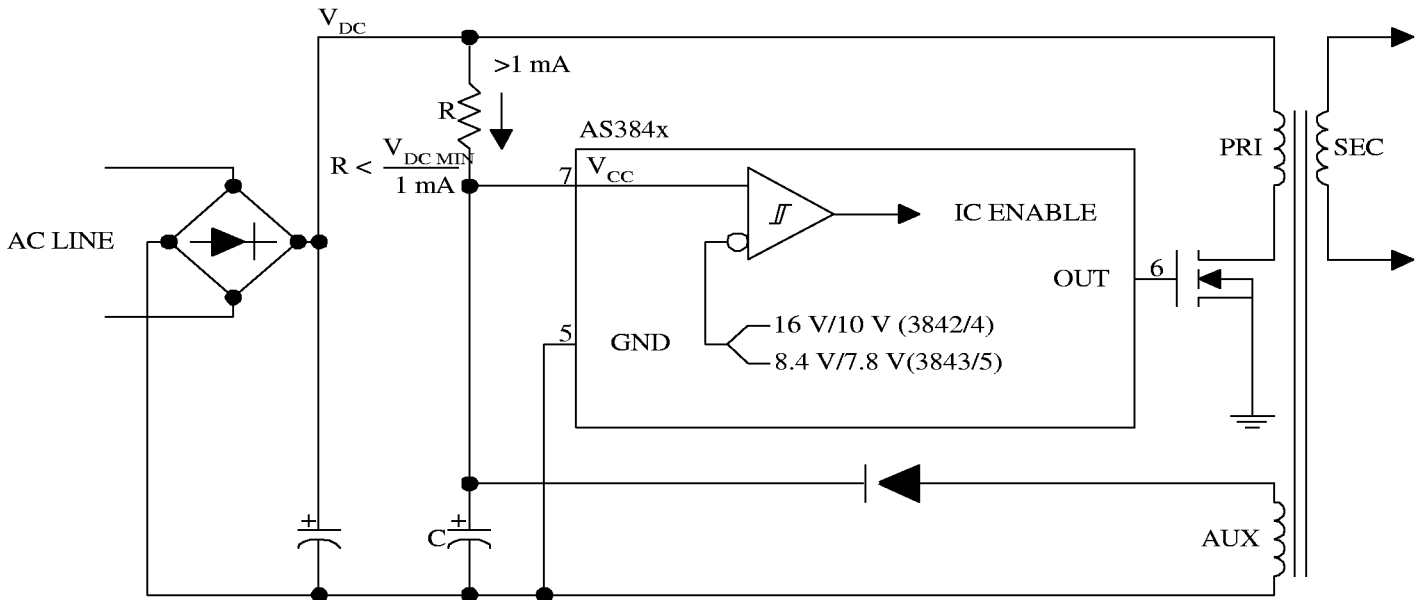 V_DC
>1 mA
R
AS384x
R < V_DC MIN
1 mA
7
V_CC
PRI
SEC
AC LINE
IC ENABLE
6
OUT
5
GND
16 V/10 V (3842/4)
8.4 V/7.8 V(3843/5)
+
+
C
AUX